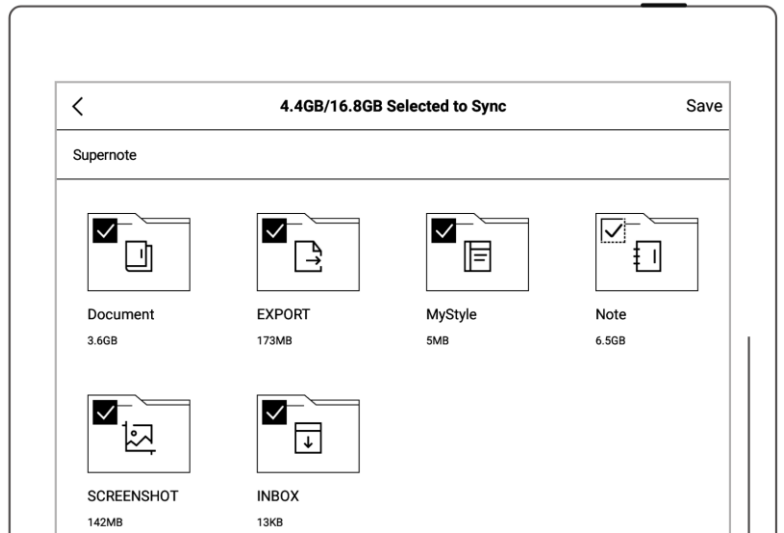 4.4GB/16.8GB Selected to Sync Save
Supernote
Document EXPORT MyStyle Note
3.6GB 173MB 5MB 6.5GB
SCREENSHOT INBOX
142MB 13KB